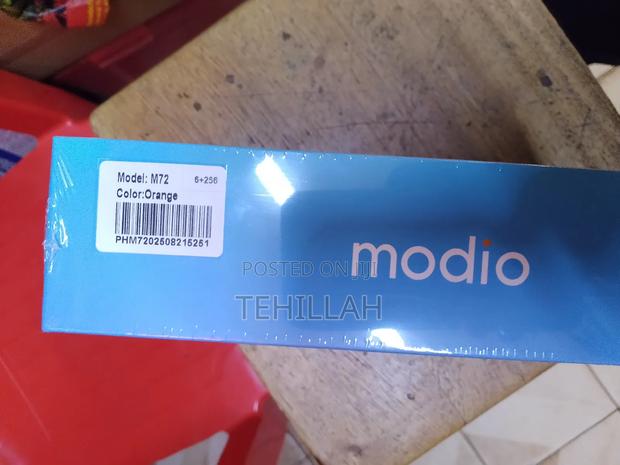 Model: M72 6+256
Color:Orange
PHM7202508215251
modio
POSTED ON JIJI
TEHILLAH